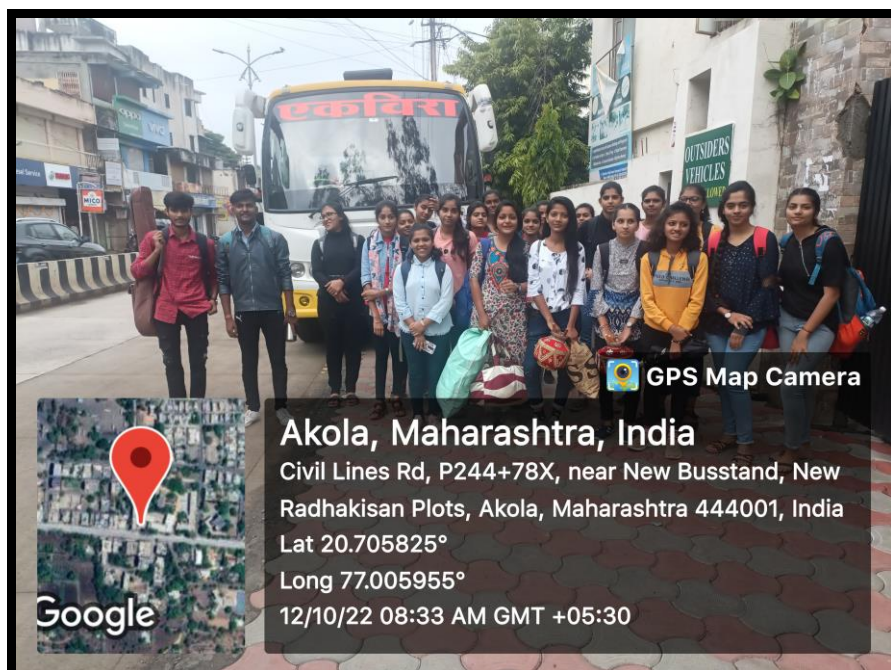 एकविरा
oppo
vivo
MICO
OUTSIDERS
VEHICLES
GPS Map Camera
Akola, Maharashtra, India
Civil Lines Rd, P244+78X, near New Busstand, New
Radhakisan Plots, Akola, Maharashtra 444001, India
Lat 20.705825°
Long 77.005955°
12/10/22 08:33 AM GMT +05:30
Google